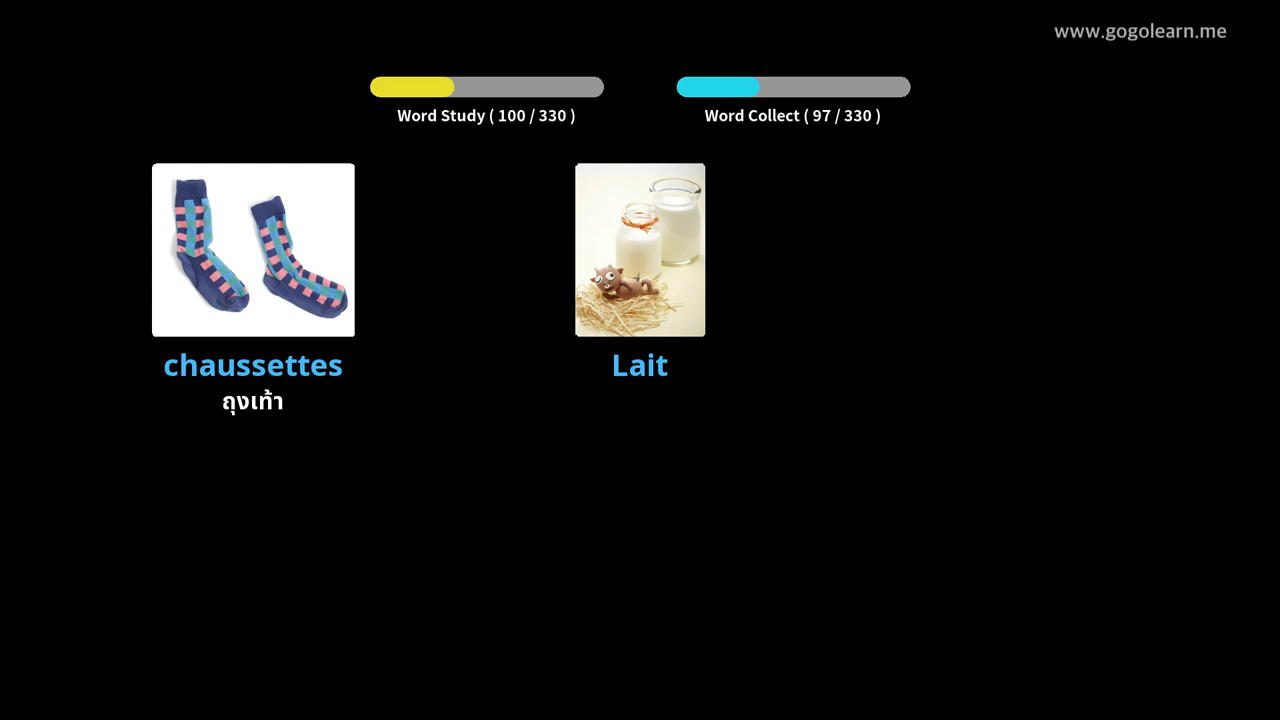 www.gogolearn.me
Word Study ( 100 / 330 )
Word Collect ( 97 / 330 )
chaussettes
ถุงเท้า
Lait